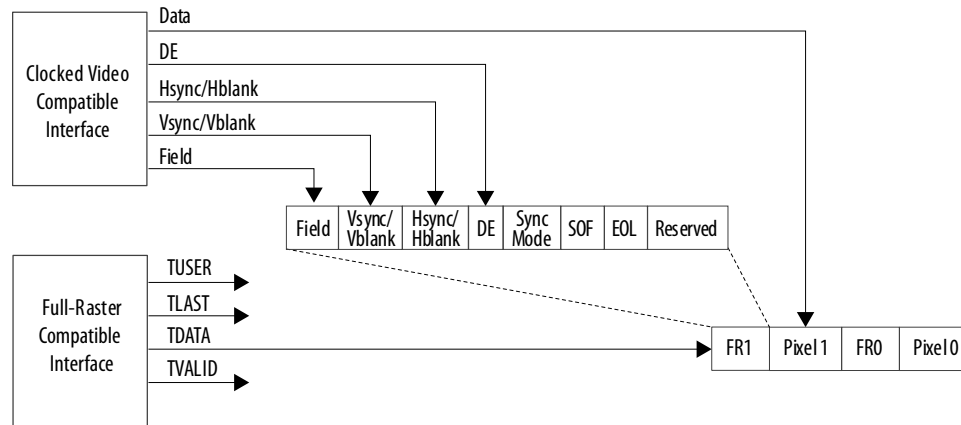 Data
DE
Hsync/Hblank
Vsync/Vblank
Field
Clocked Video
Compatible
Interface
Field
Vsync/
Vblank
Hsync/
Hblank
DE
Sync
Mode
SOF
EOL
Reserved
TUSER
TLAST
TDATA
TVALID
Full-Raster
Compatible
Interface
FR1
Pixel 1
FR0
Pixel 0